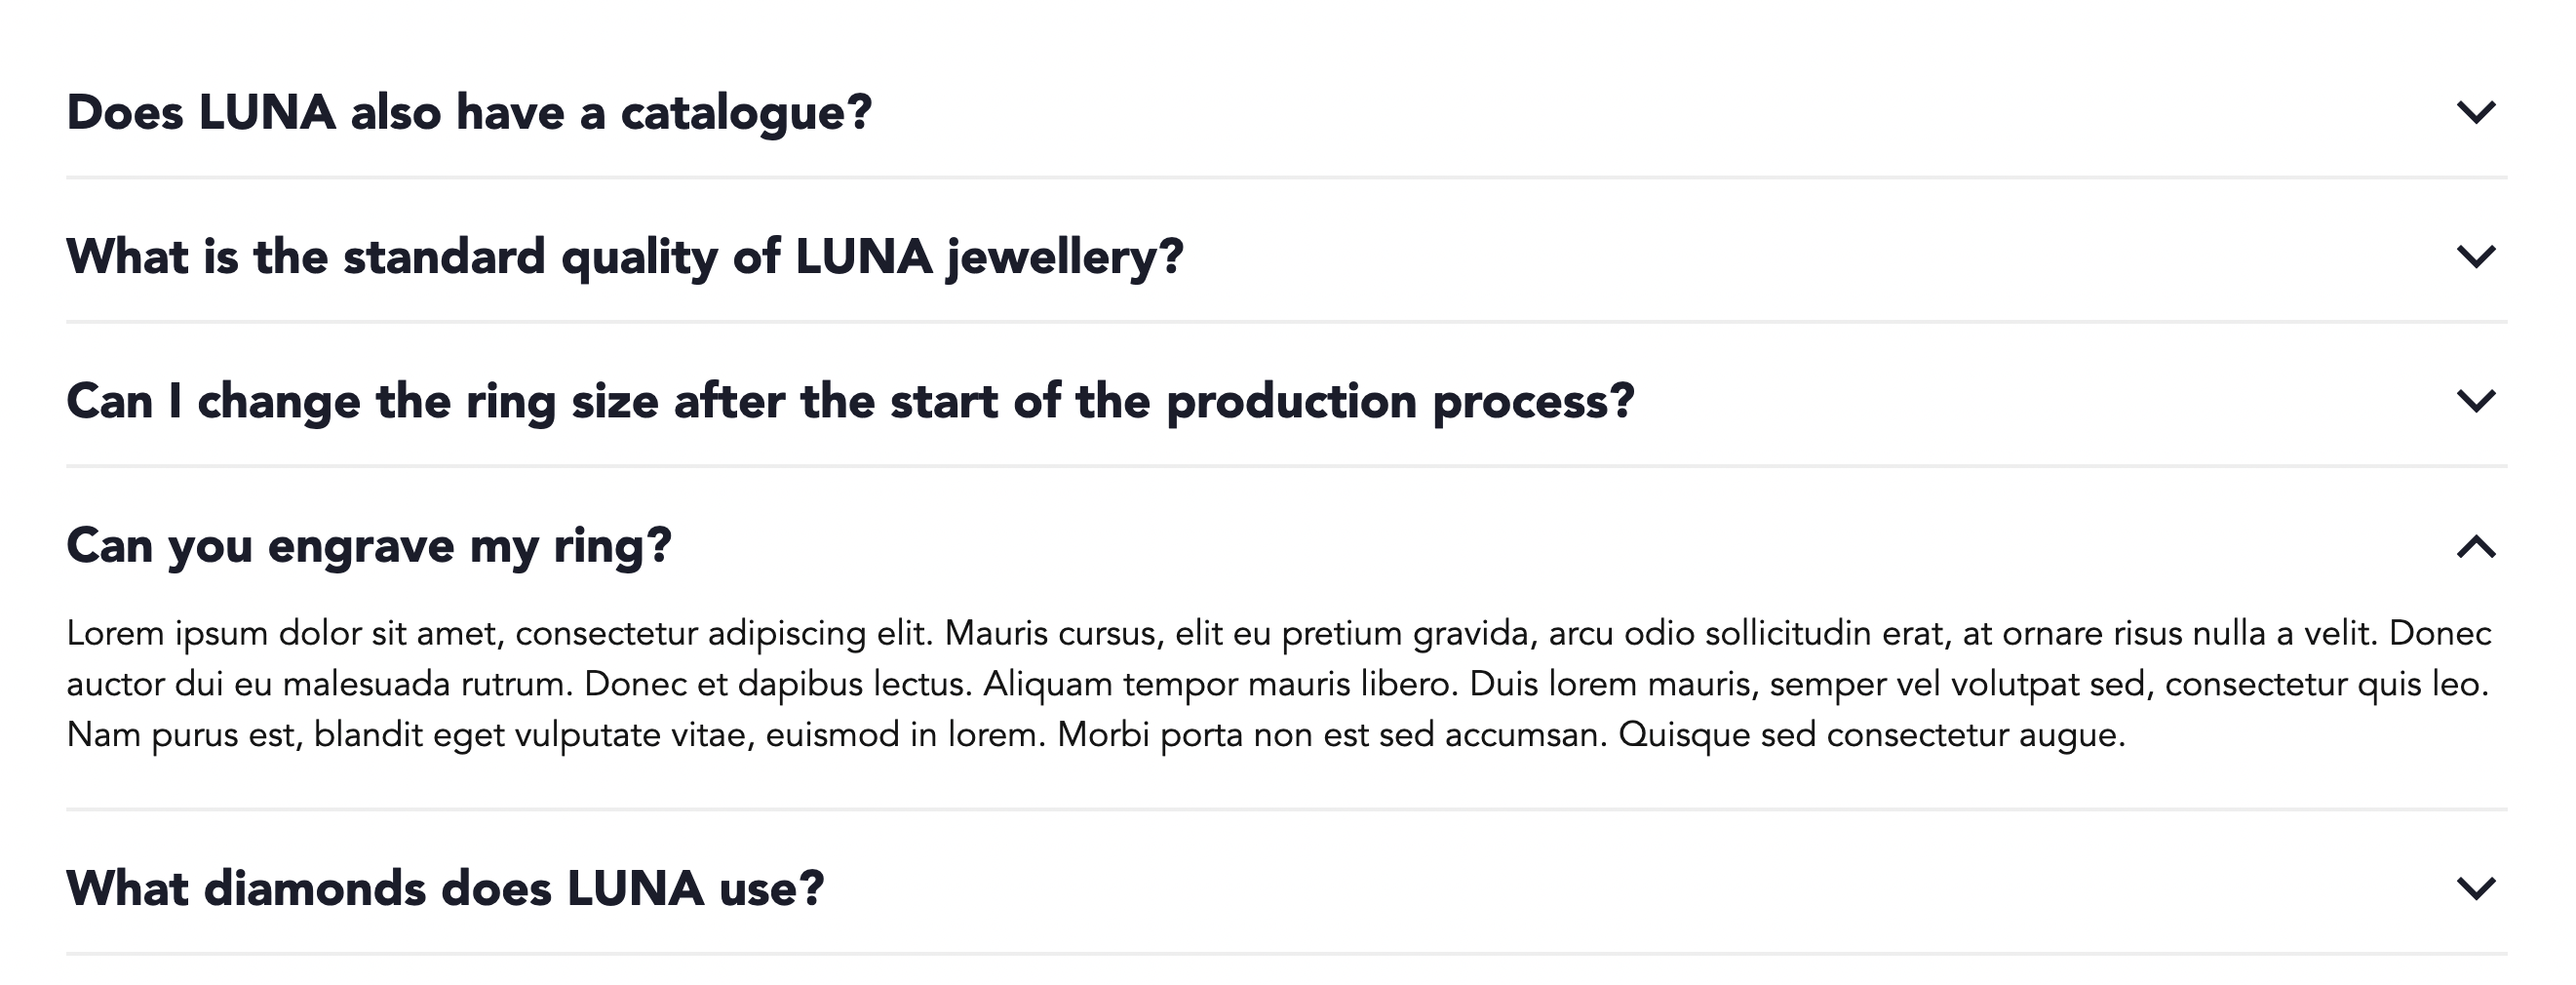 Does LUNA also have a catalogue?
What is the standard quality of LUNA jewellery?
Can I change the ring size after the start of the production process?
Can you engrave my ring?
Lorem ipsum dolor sit amet, consectetur adipiscing elit. Mauris cursus, elit eu pretium gravida, arcu odio sollicitudin erat, at ornare risus nulla a velit. Donec
auctor dui eu malesuada rutrum. Donec et dapibus lectus. Aliquam tempor mauris libero. Duis lorem mauris, semper vel volutpat sed, consectetur quis leo.
Nam purus est, blandit eget vulputate vitae, euismod in lorem. Morbi porta non est sed accumsan. Quisque sed consectetur augue.
What diamonds does LUNA use?